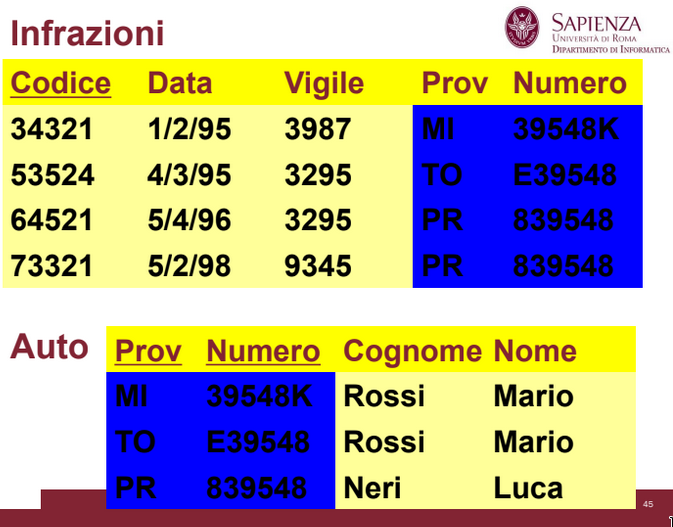 Infrazioni
SAPIENZA
UNIVERSITÀ DI ROMA
DIPARTIMENTO DI INFORMATICA
Codice Data Vigile Prov Numero
34321 1/2/95 3987 MI 39548K
53524 4/3/95 3295 TO E39548
64521 5/4/96 3295 PR 839548
73321 5/2/98 9345 PR 839548
Auto Prov Numero Cognome Nome
MI 39548K Rossi Mario
TO E39548 Rossi Mario
PR 839548 Neri Luca
45